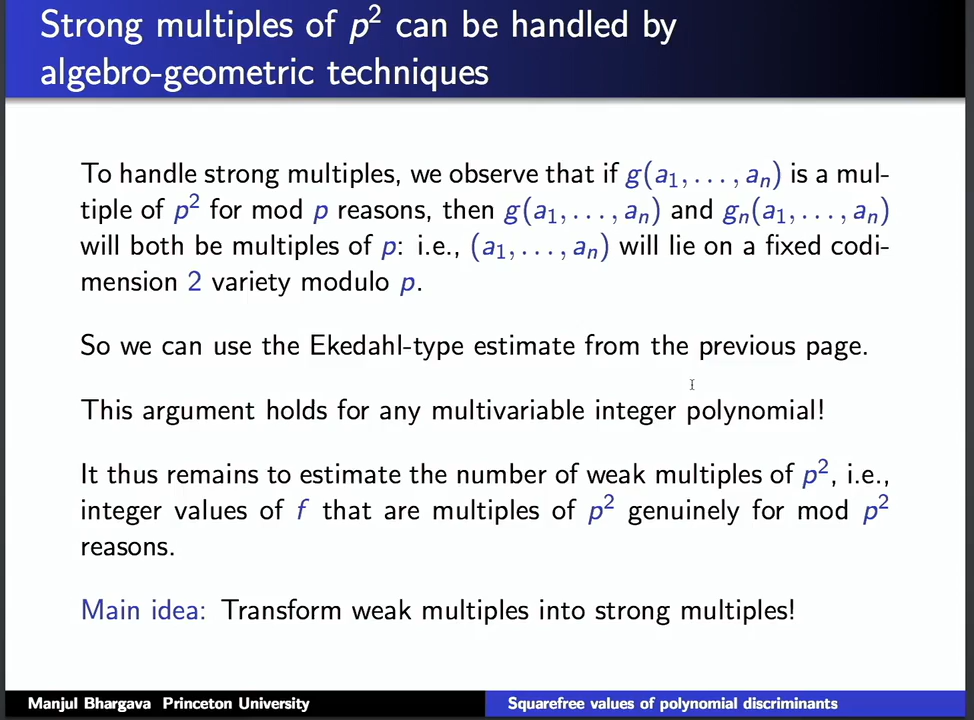 Strong multiples of p² can be handled by
algebro-geometric techniques
To handle strong multiples, we observe that if g(a₁, . . . , aₙ) is a mul-
tiple of p² for mod p reasons, then g(a₁, . . . , aₙ) and gₙ(a₁, . . . , aₙ)
will both be multiples of p: i.e., (a₁, . . . , aₙ) will lie on a fixed codi-
mension 2 variety modulo p.
So we can use the Ekedahl-type estimate from the previous page.
This argument holds for any multivariable integer polynomial!
It thus remains to estimate the number of weak multiples of p², i.e.,
integer values of f that are multiples of p² genuinely for mod p²
reasons.
Main idea: Transform weak multiples into strong multiples!
Manjul Bhargava Princeton University
Squarefree values of polynomial discriminants